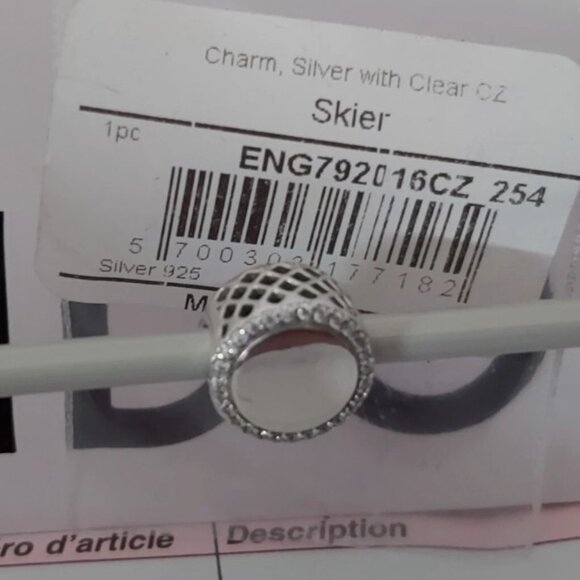 Charm, Silver with Clear CZ
Skier
1pc
ENG792016CZ_254
5 700303 177182
Silver 925
M
ro d'article
Description